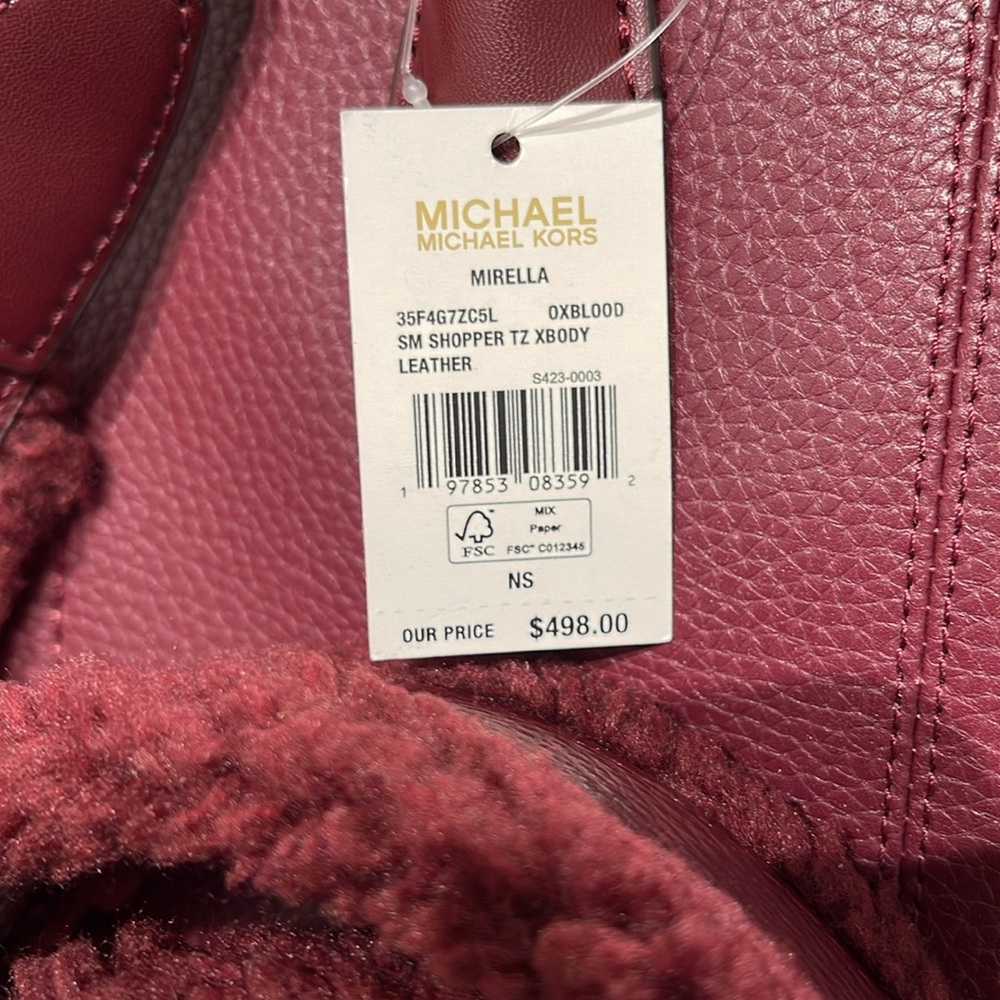 MICHAEL
MICHAEL KORS
MIRELLA
35F4G7ZC5L OXBLOOD
SM SHOPPER TZ XBODY
LEATHER
S423-0003
1 97853 08359 2
MIX
Paper
FSC FSC™ C012345
NS
OUR PRICE $498.00